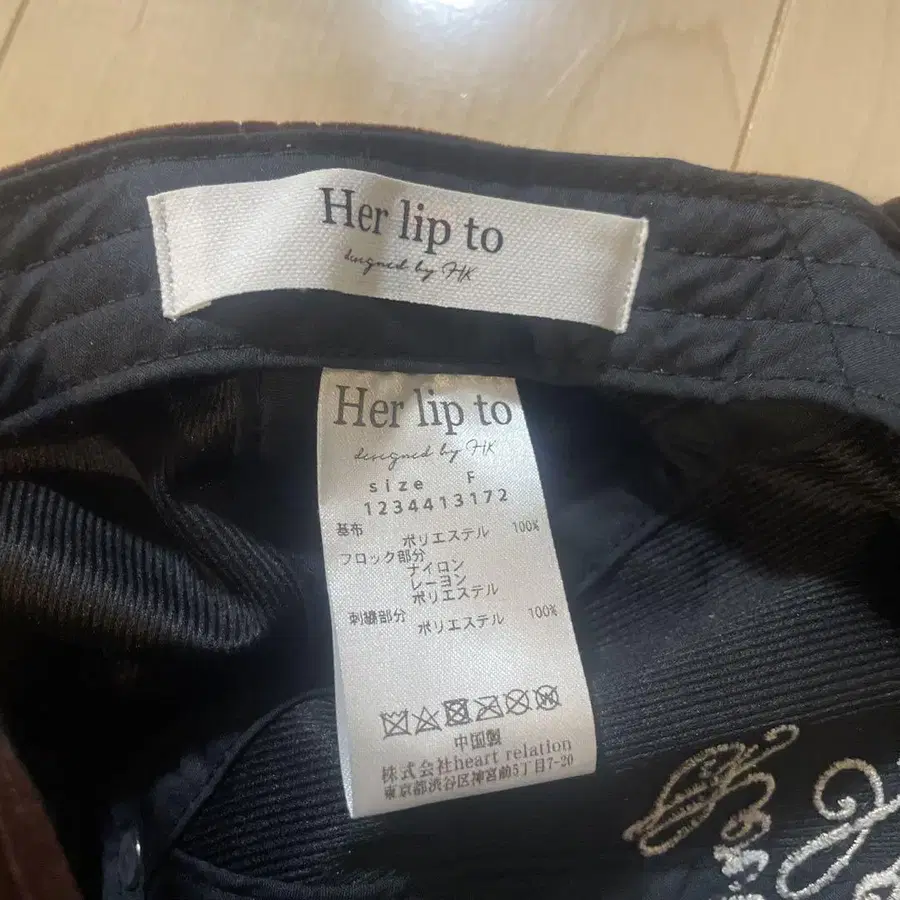 Her lip to
designed by HK
Her lip to
designed by HK
size F
1234413172
基布 ポリエステル 100%
フロック部分
ナイロン
レーヨン
ポリエステル
刺繍部分 ポリエステル 100%
中国製
株式会社heart relation
東京都渋谷区神宮前5丁目7-20